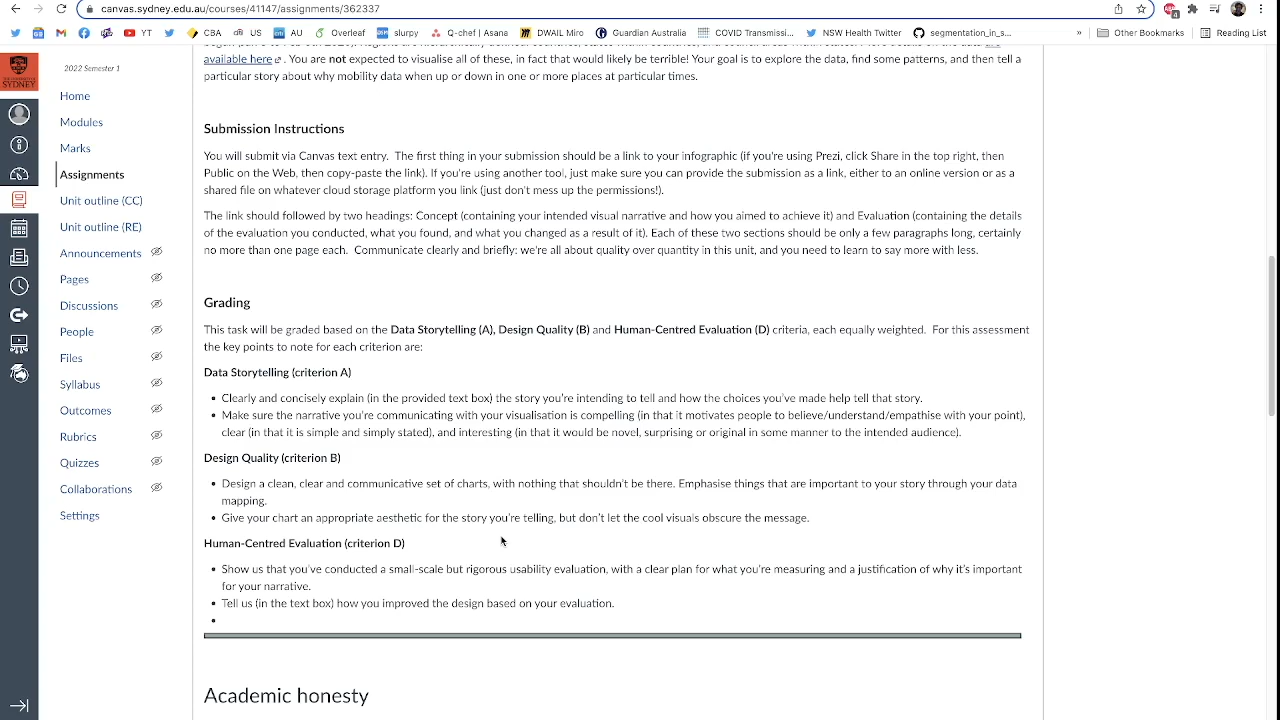 canvas.sydney.edu.au/courses/41147/assignments/362337
CBA
YT
US
AU
Overleaf
slurpy
Q-chef | Asana
DWAIL Miro
Guardian Australia
COVID Transmissi...
NSW Health Twitter
segmentation_in_s...
»
Other Bookmarks
Reading List
THE UNIVERSITY OF
SYDNEY
2022 Semester 1
Home
Modules
Marks
Assignments
Unit outline (CC)
Unit outline (RE)
Announcements
Pages
Discussions
People
Files
Syllabus
Outcomes
Rubrics
Quizzes
Collaborations
Settings
available here . You are not expected to visualise all of these, in fact that would likely be terrible! Your goal is to explore the data, find some patterns, and then tell a
particular story about why mobility data when up or down in one or more places at particular times.
Submission Instructions
You will submit via Canvas text entry. The first thing in your submission should be a link to your infographic (if you're using Prezi, click Share in the top right, then
Public on the Web, then copy-paste the link). If you're using another tool, just make sure you can provide the submission as a link, either to an online version or as a
shared file on whatever cloud storage platform you link (just don't mess up the permissions!).
The link should followed by two headings: Concept (containing your intended visual narrative and how you aimed to achieve it) and Evaluation (containing the details
of the evaluation you conducted, what you found, and what you changed as a result of it). Each of these two sections should be only a few paragraphs long, certainly
no more than one page each. Communicate clearly and briefly: we're all about quality over quantity in this unit, and you need to learn to say more with less.
Grading
This task will be graded based on the Data Storytelling (A), Design Quality (B) and Human-Centred Evaluation (D) criteria, each equally weighted. For this assessment
the key points to note for each criterion are:
Data Storytelling (criterion A)
• Clearly and concisely explain (in the provided text box) the story you're intending to tell and how the choices you've made help tell that story.
• Make sure the narrative you're communicating with your visualisation is compelling (in that it motivates people to believe/understand/empathise with your point),
clear (in that it is simple and simply stated), and interesting (in that it would be novel, surprising or original in some manner to the intended audience).
Design Quality (criterion B)
• Design a clean, clear and communicative set of charts, with nothing that shouldn't be there. Emphasise things that are important to your story through your data
mapping.
• Give your chart an appropriate aesthetic for the story you're telling, but don't let the cool visuals obscure the message.
Human-Centred Evaluation (criterion D)
• Show us that you've conducted a small-scale but rigorous usability evaluation, with a clear plan for what you're measuring and a justification of why it's important
for your narrative.
• Tell us (in the text box) how you improved the design based on your evaluation.
•
Academic honesty